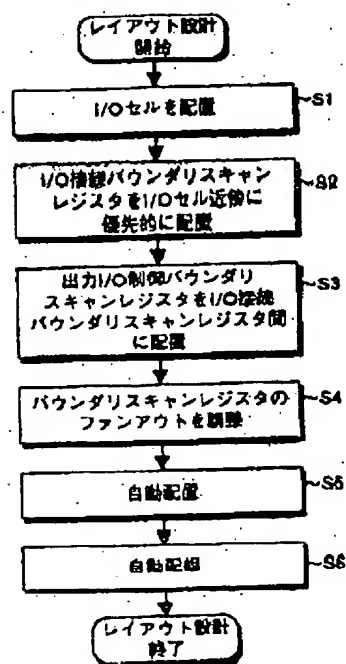 レイアウト設計
開始
I/Oセルを配置
S1
I/O接続バウンダリスキャン
レジスタをI/Oセル近傍に
優先的に配置
S2
出力I/O制御バウンダリ
スキャンレジスタをI/O接続
バウンダリスキャンレジスタ間
に配置
S3
バウンダリスキャンレジスタの
ファンアウトを調整
S4
自動配置
S5
自動配線
S6
レイアウト設計
終了